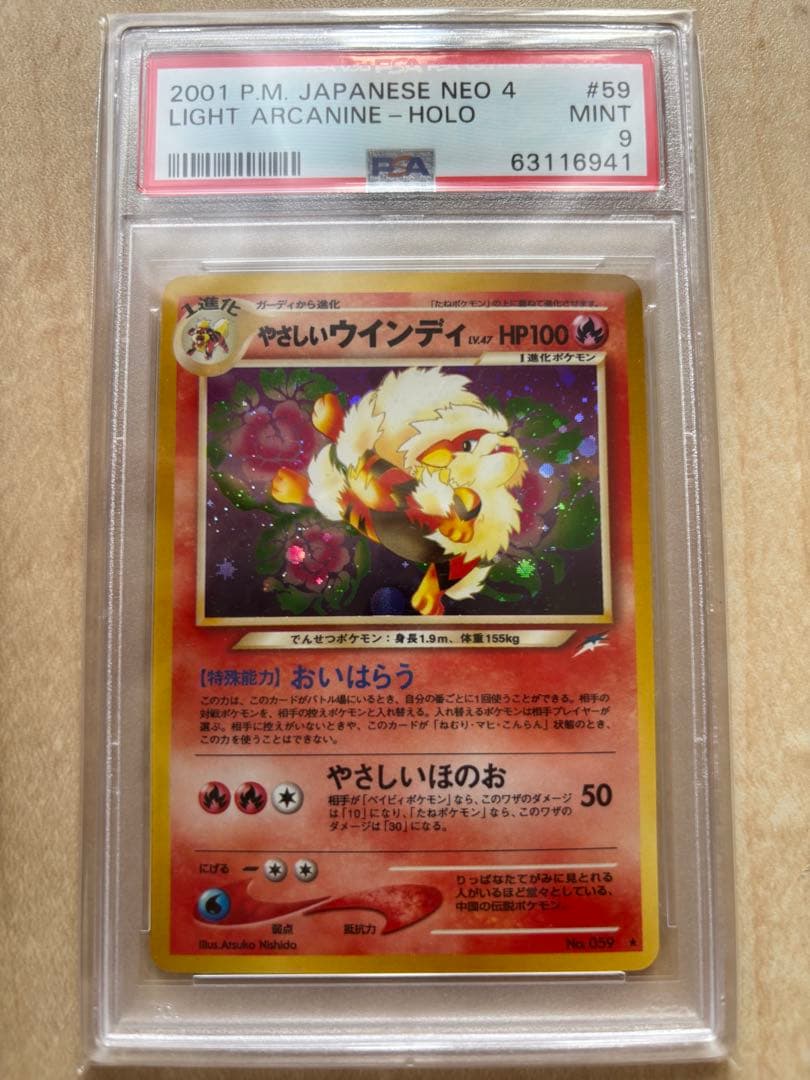 2001 P.M. JAPANESE NEO 4 #59
LIGHT ARCANINE - HOLO MINT
9
PSA 63116941
1進化 ガーディから進化 「たねポケモン」の上に重ねて進化させます。
やさしいウインディ LV.47 HP100
1進化ポケモン
でんせつポケモン：身長1.9m、体重155kg
【特殊能力】おいはらう
この力は、このカードがバトル場にいるとき、自分の番ごとに1回使うことができる。相手の
対戦ポケモンを、相手の控えポケモンと入れ替える。入れ替えるポケモンは相手プレイヤーが
選ぶ。相手に控えがいないときや、このカードが「ねむり・マヒ・こんらん」状態のとき、
この力を使うことはできない。
やさしいほのお
相手が「ベイビィポケモン」なら、このワザのダメージ
は「10」になり、「たねポケモン」なら、このワザの
ダメージは「30」になる。
50
にげる
りっぱなたてがみに見とれる
人がいるほど堂々としている、
中国の伝説ポケモン。
弱点 抵抗力
Illus.Atsuko Nishida
No.059 ★